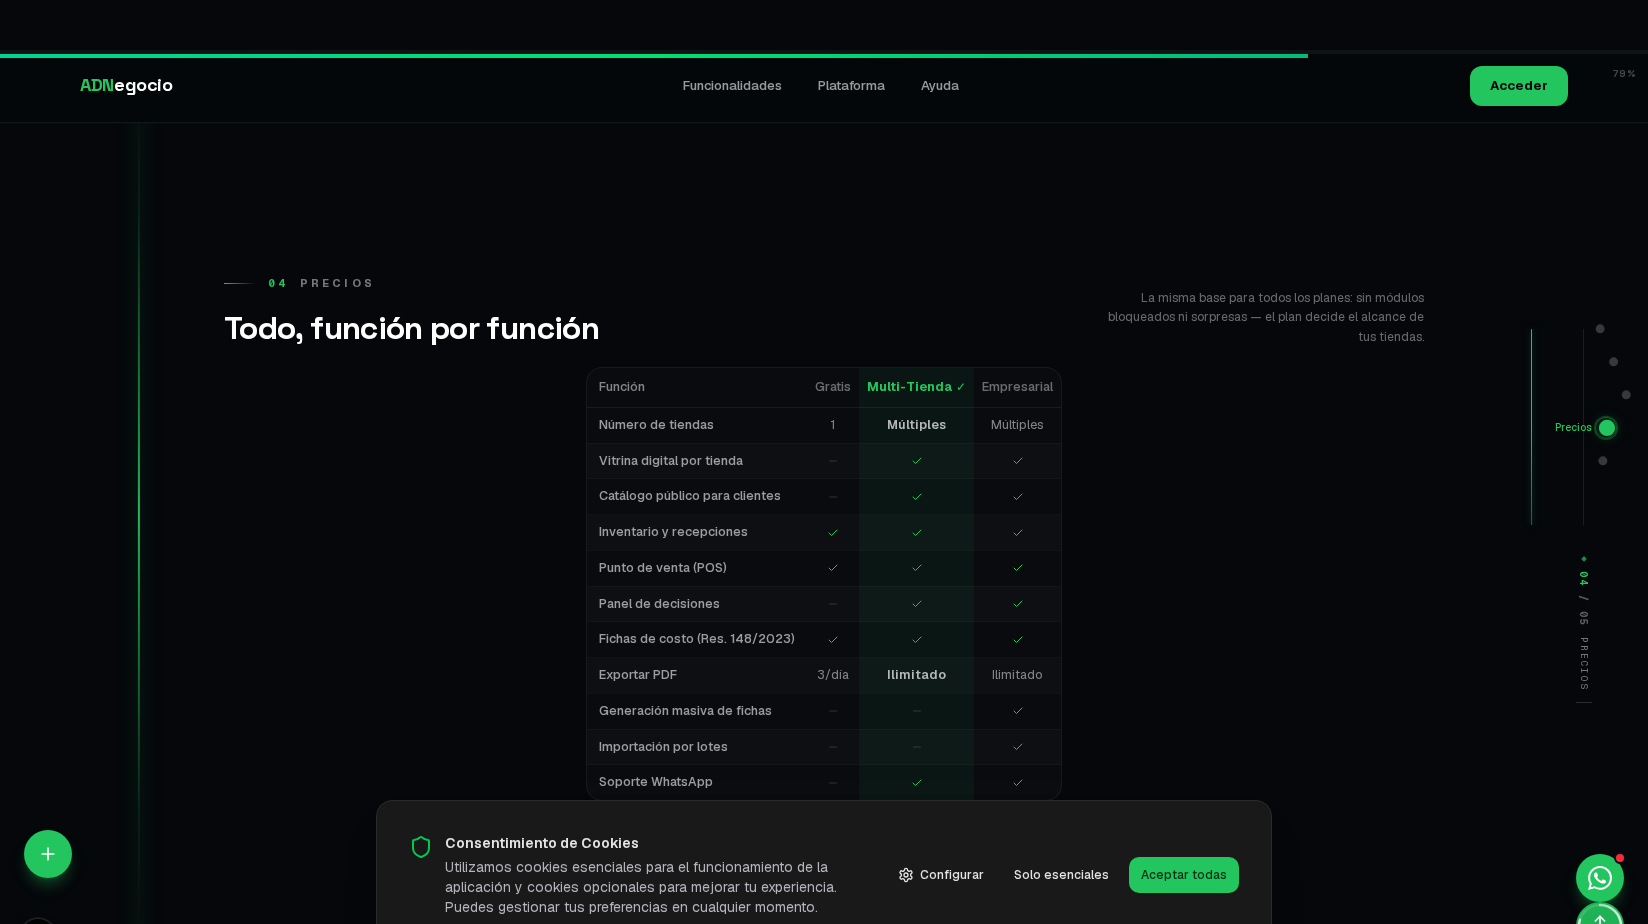 ADNegocio
Funcionalidades
Plataforma
Ayuda
Acceder
79%
04 PRECIOS
Todo, función por función
La misma base para todos los planes: sin módulos
bloqueados ni sorpresas — el plan decide el alcance de
tus tiendas.
Función Gratis Multi-Tienda ✓ Empresarial
Número de tiendas 1 Múltiples Múltiples
Vitrina digital por tienda — ✓ ✓
Catálogo público para clientes — ✓ ✓
Inventario y recepciones ✓ ✓ ✓
Punto de venta (POS) ✓ ✓ ✓
Panel de decisiones — ✓ ✓
Fichas de costo (Res. 148/2023) ✓ ✓ ✓
Exportar PDF 3/día Ilimitado Ilimitado
Generación masiva de fichas — — ✓
Importación por lotes — — ✓
Soporte WhatsApp — ✓ ✓
Precios
04 / 05 PRECIOS
Consentimiento de Cookies
Utilizamos cookies esenciales para el funcionamiento de la
aplicación y cookies opcionales para mejorar tu experiencia.
Puedes gestionar tus preferencias en cualquier momento.
Configurar
Solo esenciales
Aceptar todas